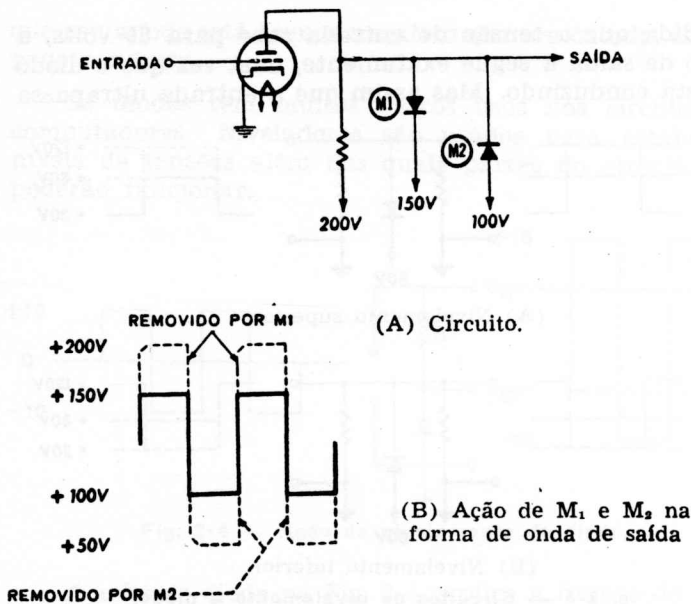 ENTRADA
SAÍDA
M1
M2
200V
150V
100V
(A) Circuito.
REMOVIDO POR M1
+200V
+150V
+100V
+50V
(B) Ação de M₁ e M₂ na
forma de onda de saída
REMOVIDO POR M2